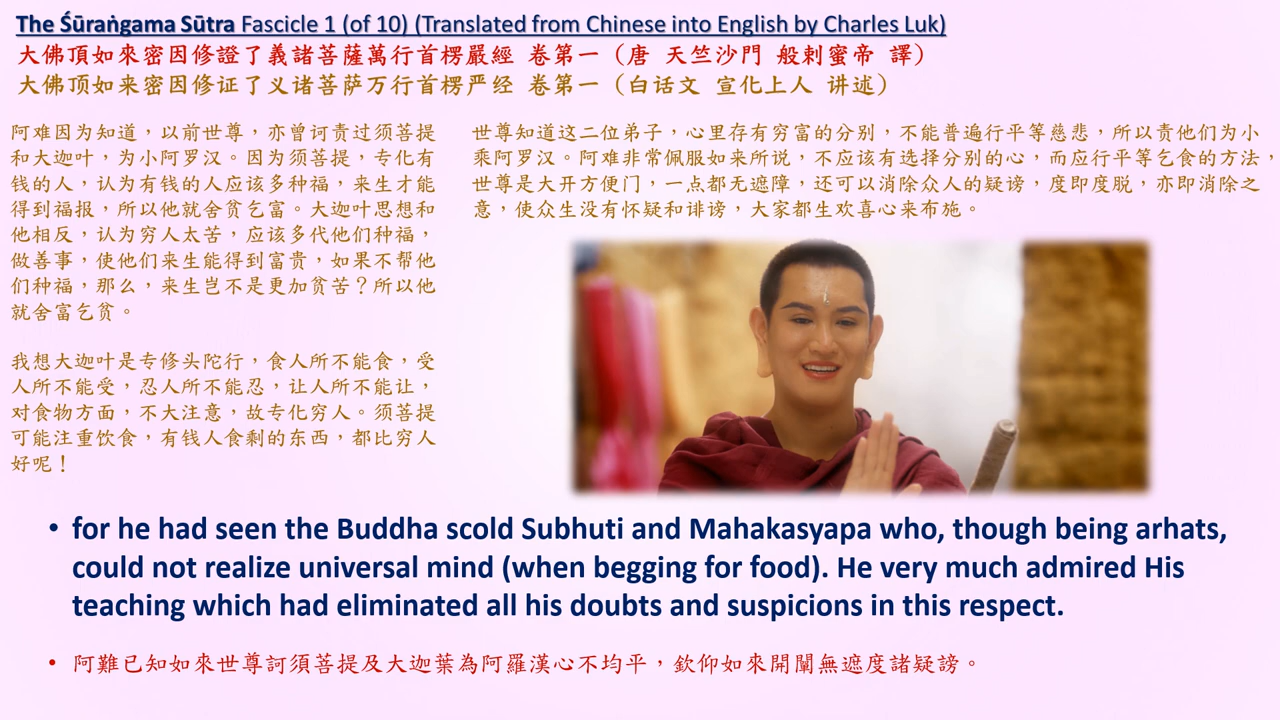 The Śūraṅgama Sūtra Fascicle 1 (of 10) (Translated from Chinese into English by Charles Luk)
大佛頂如來密因修證了義諸菩薩萬行首楞嚴經 卷第一（唐 天竺沙門 般剌蜜帝 譯）
大佛顶如来密因修证了义诸菩萨万行首楞严经 卷第一（白话文 宣化上人 讲述）
阿难因为知道，以前世尊，亦曾诃责过须菩提
和大迦叶，为小阿罗汉。因为须菩提，专化有
钱的人，认为有钱的人应该多种福，来生才能
得到福报，所以他就舍贫乞富。大迦叶思想和
他相反，认为穷人太苦，应该多代他们种福，
做善事，使他们来生能得到富贵，如果不帮他
们种福，那么，来生岂不是更加贫苦？所以他
就舍富乞贫。
我想大迦叶是专修头陀行，食人所不能食，受
人所不能受，忍人所不能忍，让人所不能让，
对食物方面，不大注意，故专化穷人。须菩提
可能注重饮食，有钱人食剩的东西，都比穷人
好呢！
世尊知道这二位弟子，心里存有穷富的分别，不能普遍行平等慈悲，所以责他们为小
乘阿罗汉。阿难非常佩服如来所说，不应该有选择分别的心，而应行平等乞食的方法，
世尊是大开方便门，一点都无遮障，还可以消除众人的疑谤，度即度脱，亦即消除之
意，使众生没有怀疑和诽谤，大家都生欢喜心来布施。
• for he had seen the Buddha scold Subhuti and Mahakasyapa who, though being arhats,
could not realize universal mind (when begging for food). He very much admired His
teaching which had eliminated all his doubts and suspicions in this respect.
• 阿難已知如來世尊訶須菩提及大迦葉為阿羅漢心不均平，欽仰如來開闡無遮度諸疑謗。